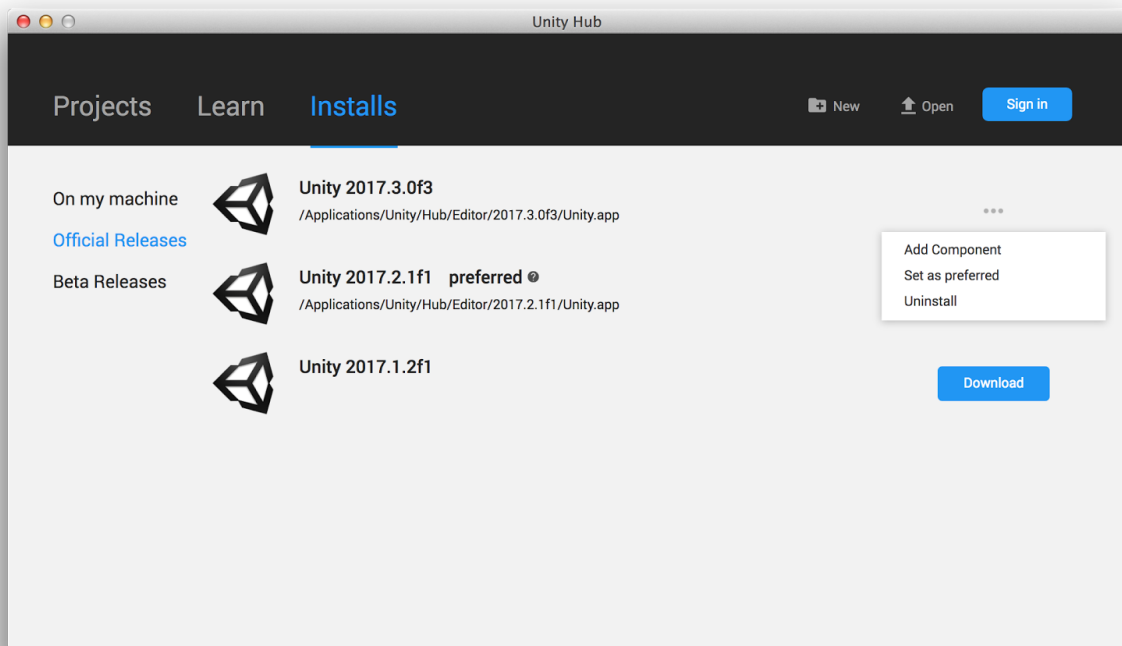 Unity Hub
Projects
Learn
Installs
New
Open
Sign in
On my machine
Official Releases
Beta Releases
Unity 2017.3.0f3
/Applications/Unity/Hub/Editor/2017.3.0f3/Unity.app
Add Component
Set as preferred
Uninstall
Unity 2017.2.1f1 preferred ?
/Applications/Unity/Hub/Editor/2017.2.1f1/Unity.app
Unity 2017.1.2f1
Download